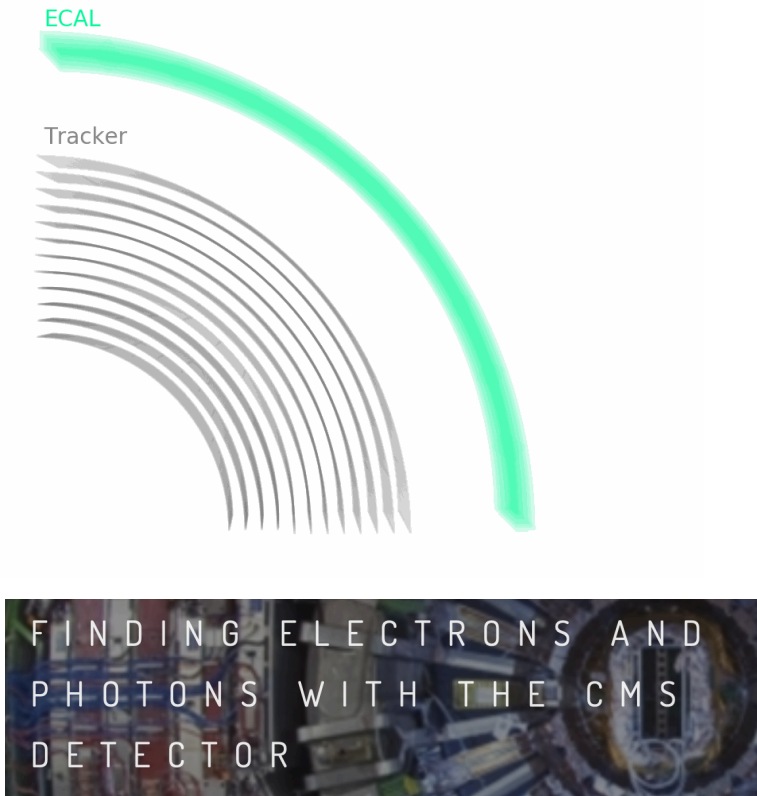 ECAL
Tracker
FINDING ELECTRONS AND
PHOTONS WITH THE CMS
DETECTOR